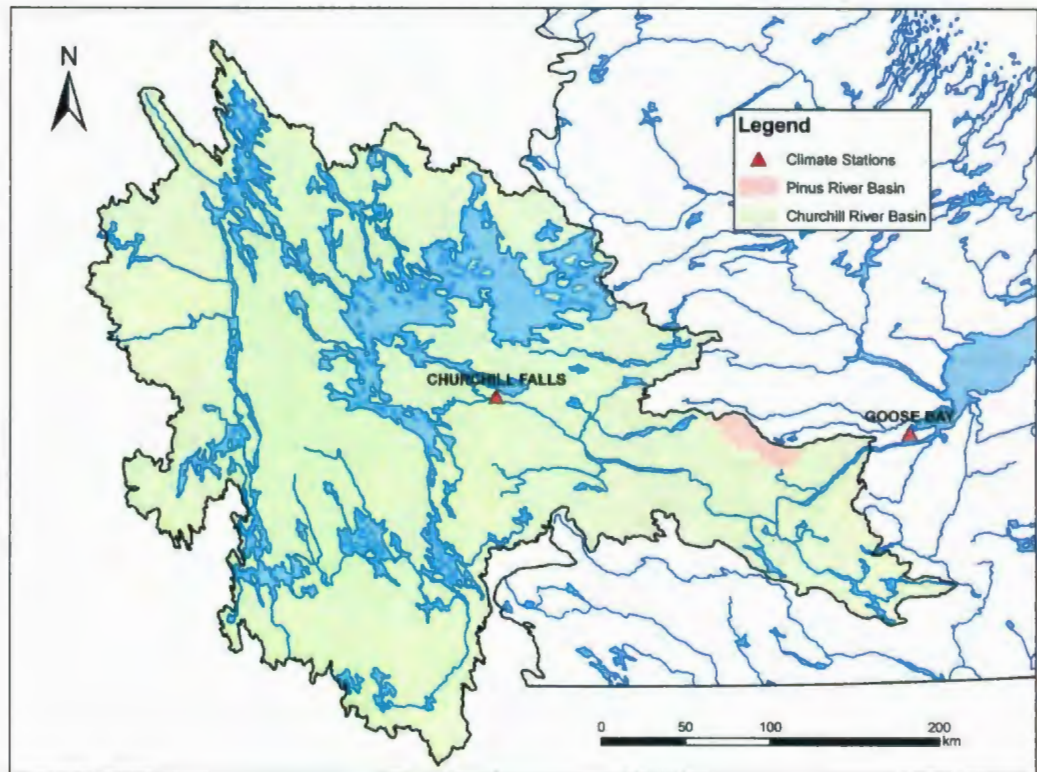 N
Legend
Climate Stations
Pinus River Basin
Churchill River Basin
CHURCHILL FALLS
GOOSE BAY
0 50 100 200
km